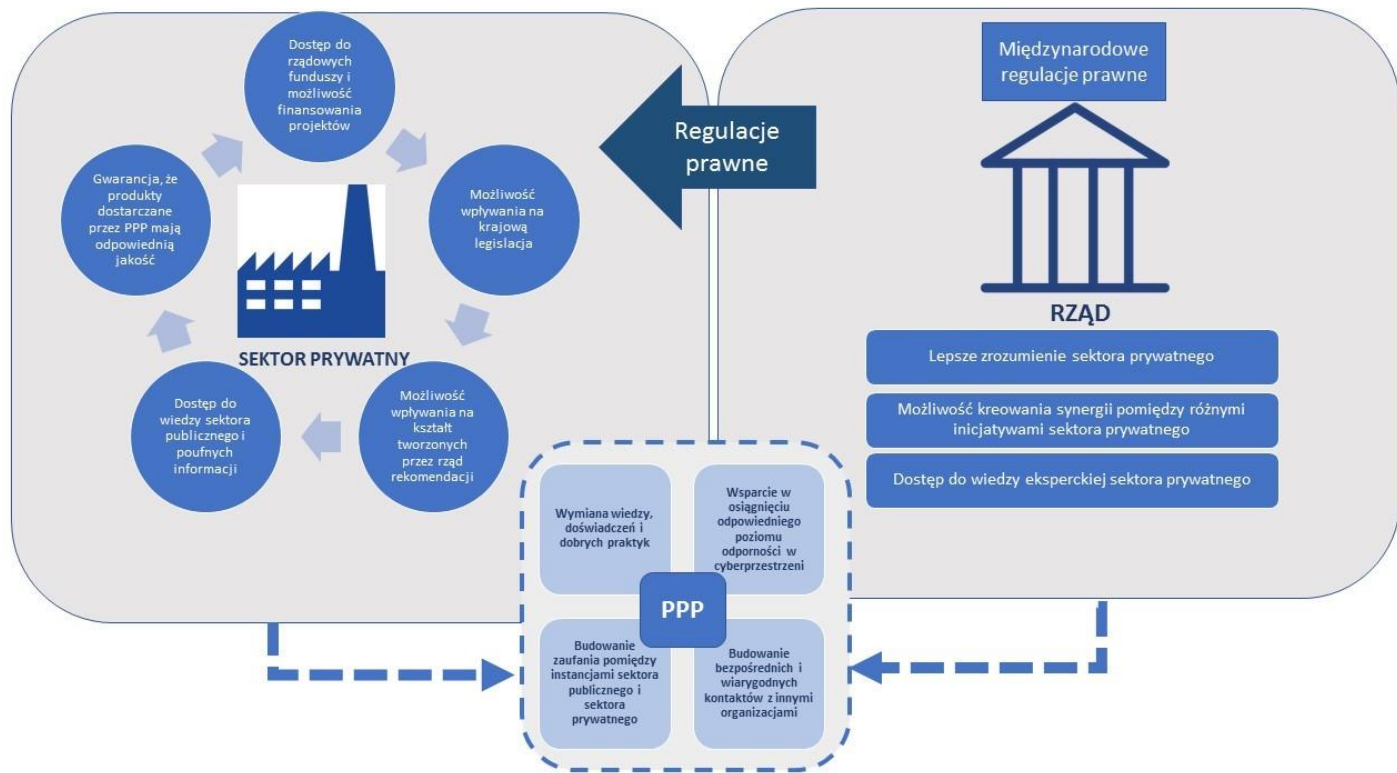 Dostęp do
rządowych
funduszy i
możliwość
finansowania
projektów
Możliwość
wpływania na
krajową
legislacja
Możliwość
wpływania na
kształt
tworzonych
przez rząd
rekomendacji
Dostęp do
wiedzy sektora
publicznego i
poufnych
informacji
Gwarancja, że
produkty
dostarczane
przez PPP mają
odpowiednią
jakość
SEKTOR PRYWATNY
Regulacje
prawne
Międzynarodowe
regulacje prawne
RZĄD
Lepsze zrozumienie sektora prywatnego
Możliwość kreowania synergii pomiędzy różnymi
inicjatywami sektora prywatnego
Dostęp do wiedzy eksperckiej sektora prywatnego
Wymiana wiedzy,
doświadczeń i
dobrych praktyk
Wsparcie w
osiągnięciu
odpowiedniego
poziomu
odporności w
cyberprzestrzeni
PPP
Budowanie
zaufania pomiędzy
instancjami sektora
publicznego i
sektora
prywatnego
Budowanie
bezpośrednich i
wiarygodnych
kontaktów z innymi
organizacjami